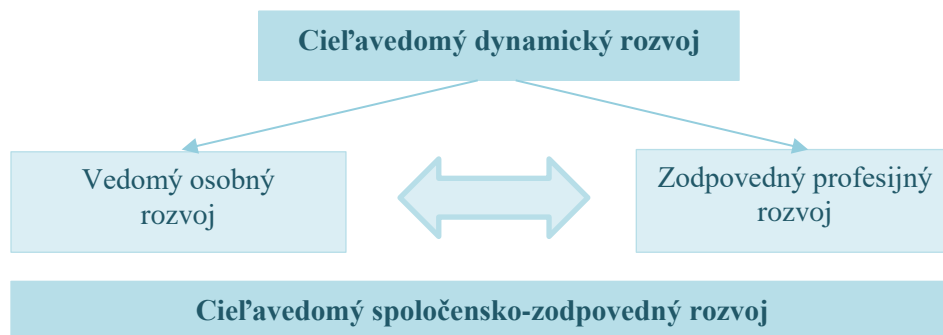 Cieľavedomý dynamický rozvoj
Vedomý osobný
rozvoj
Zodpovedný profesijný
rozvoj
Cieľavedomý spoločensko-zodpovedný rozvoj